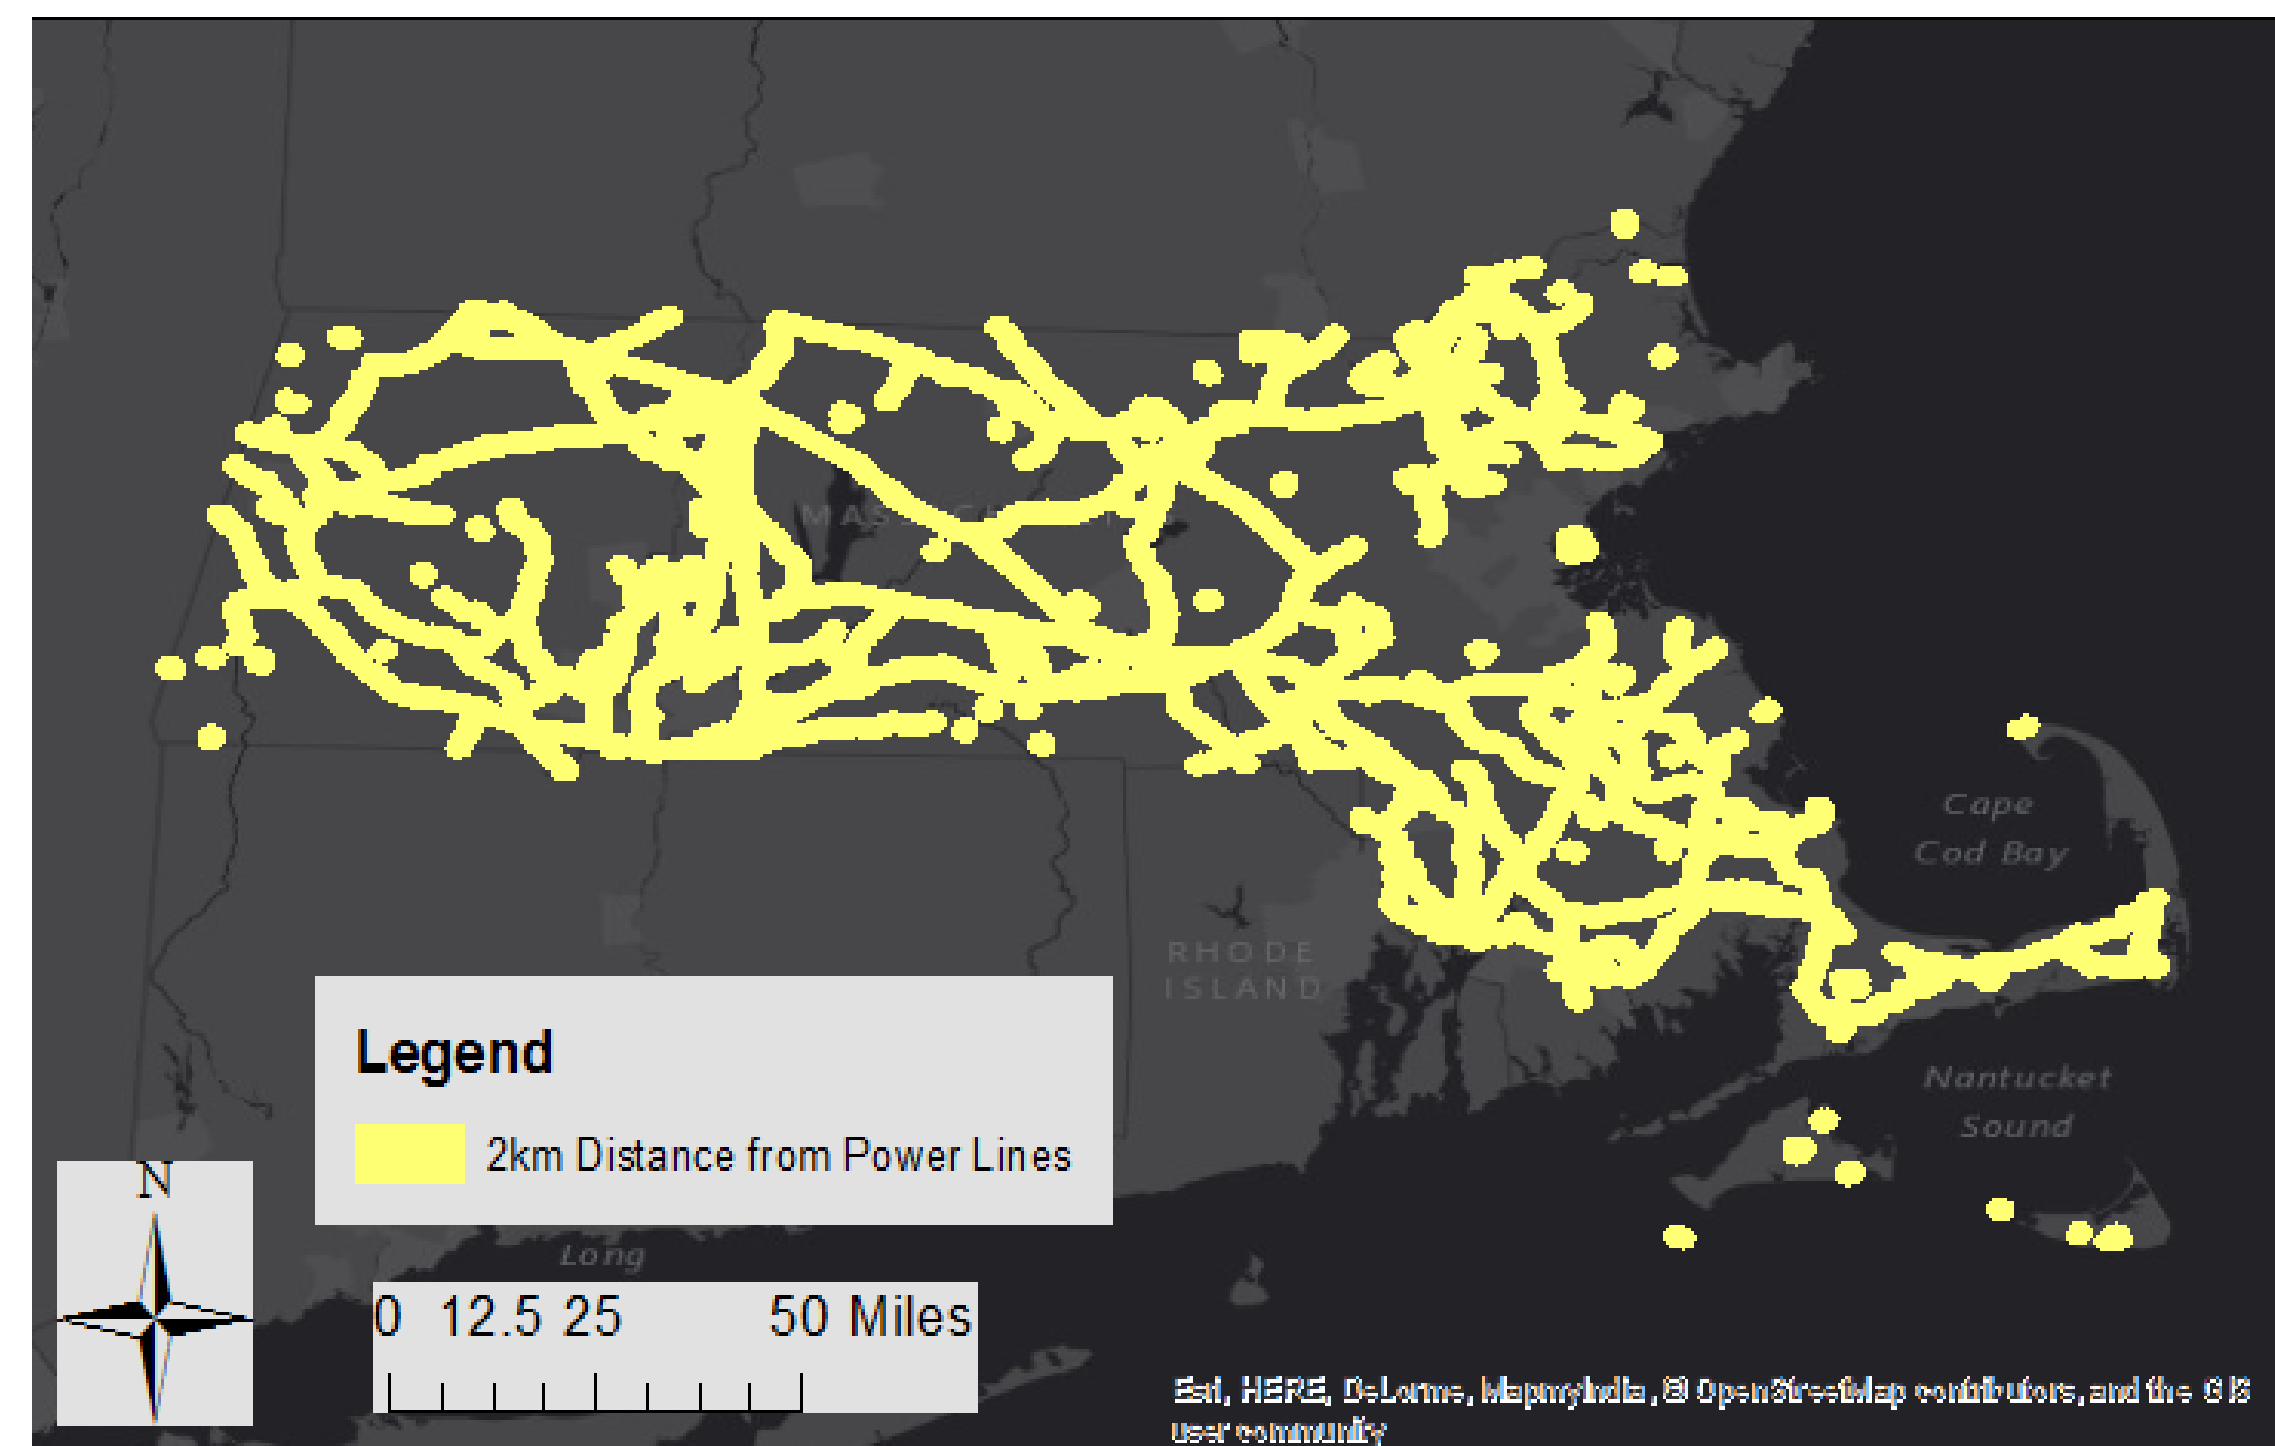 MASS
Cape
Cod Bay
RHODE
ISLAND
Legend
2km Distance from Power Lines
Nantucket
Sound
N
Long
0 12.5 25 50 Miles
Esri, HERE, DeLorme, MapmyIndia, © OpenStreetMap contributors, and the GIS
user community